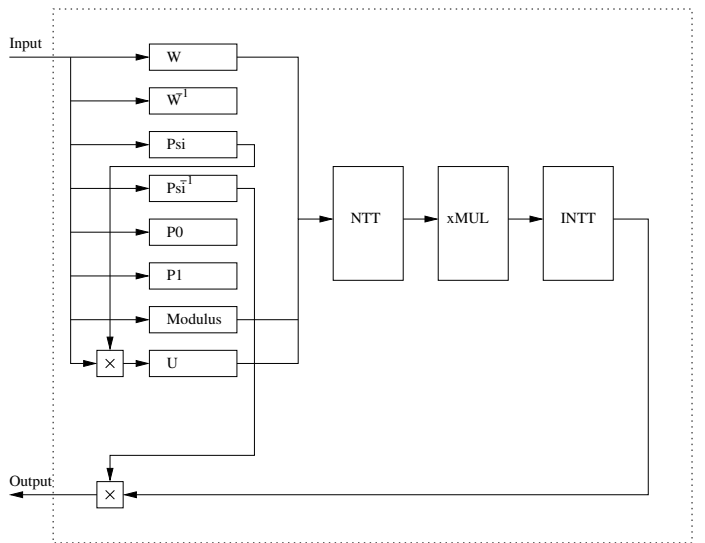 Input
W
W⁻¹
Psi
Psi⁻¹
P0
P1
Modulus
×
U
NTT
xMUL
INTT
Output
×